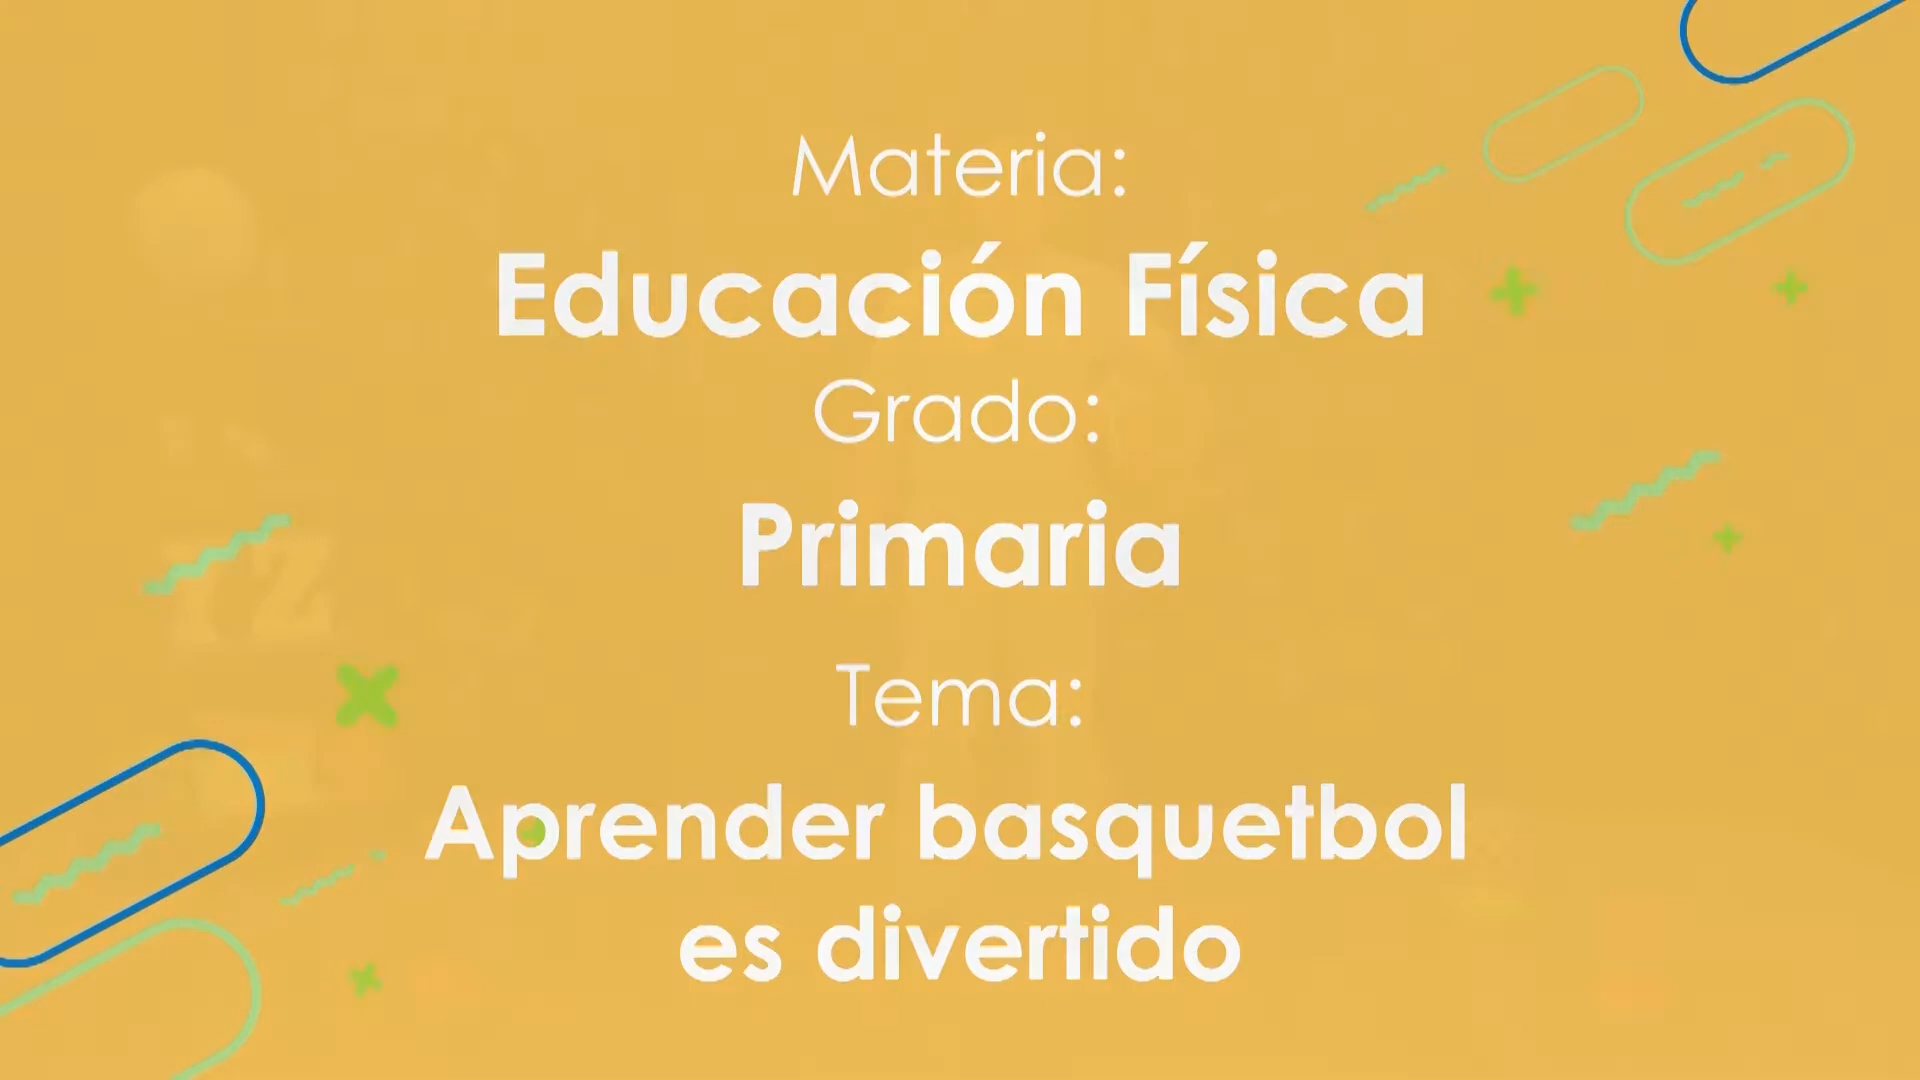 Materia:
Educación Física
Grado:
Primaria
Tema:
Aprender basquetbol
es divertido